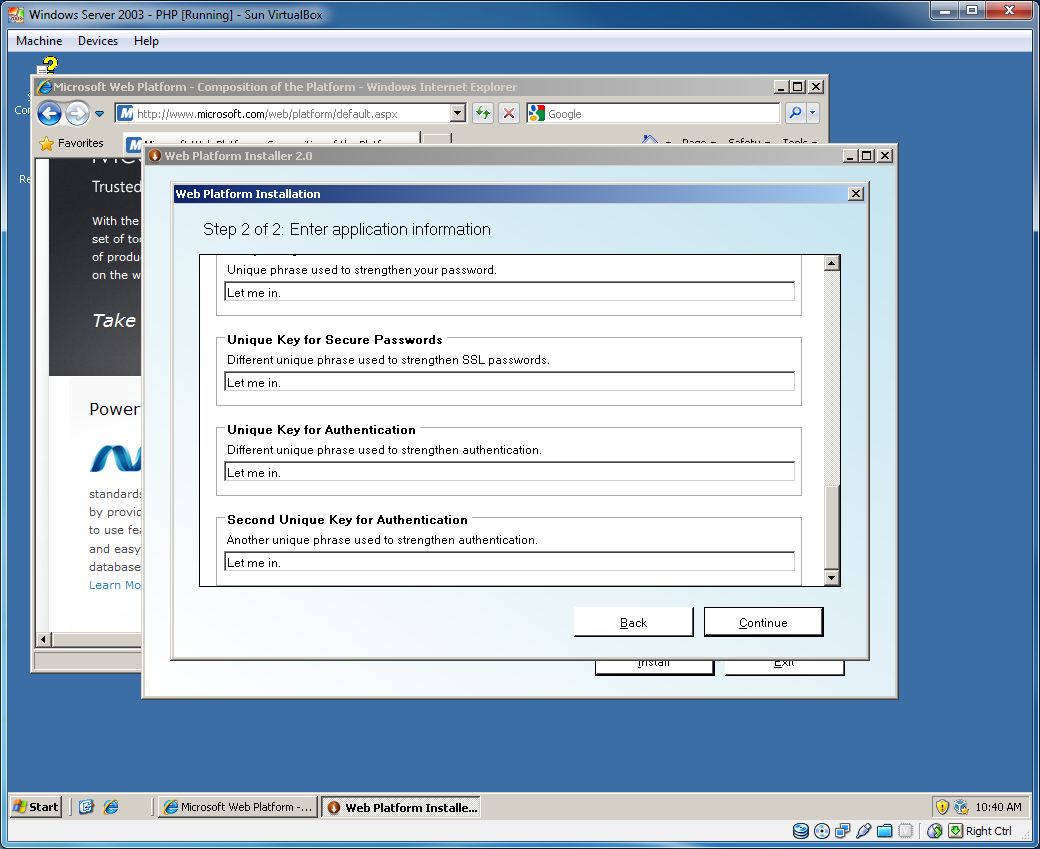 Windows Server 2003 - PHP [Running] - Sun VirtualBox
Machine Devices Help
Microsoft Web Platform - Composition of the Platform - Windows Internet Explorer
http://www.microsoft.com/web/platform/default.aspx
Google
Favorites
Page Safety Tools
Web Platform Installer 2.0
Trusted
With the
set of
of
on the w
Take
Power
standards
by
to use
and easy
database
Learn Mo
Web Platform Installation
Step 2 of 2: Enter application information
Unique phrase used to strengthen your password.
Let me in.
Unique Key for Secure Passwords
Different unique phrase used to strengthen SSL passwords.
Let me in.
Unique Key for Authentication
Different unique phrase used to strengthen authentication.
Let me in.
Second Unique Key for Authentication
Another unique phrase used to strengthen authentication.
Let me in.
Back Continue
Install Exit
Start
Microsoft Web Platform -...
Web Platform Installe...
10:40 AM
Right Ctrl